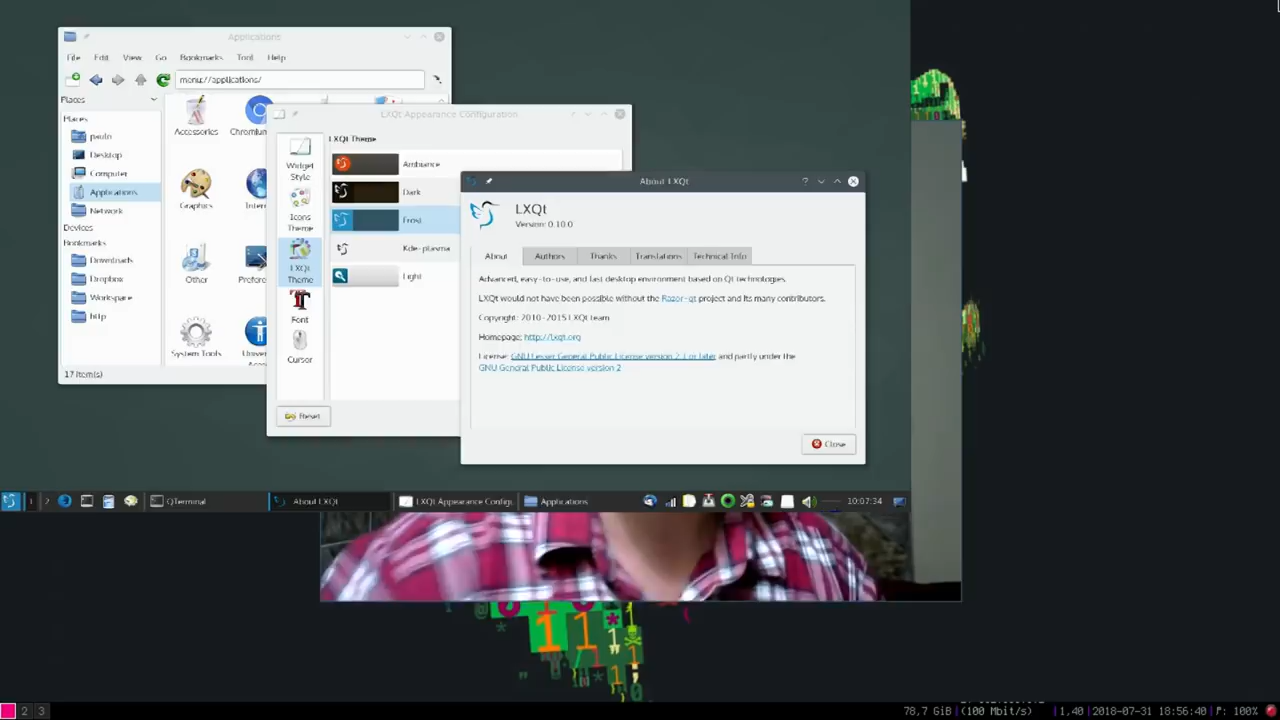 Applications
File Edit View Go Bookmarks Tool Help
menu://applications/
Places
Places
paulo
Desktop
Computer
Applications
Network
Devices
Bookmarks
Downloads
Dropbox
Workspace
http
17 item(s)
Accessories
Graphics
Other
System Tools
LXQt Appearance Configuration
Widget
Style
Icons
Theme
LXQt
Theme
Font
Cursor
Reset
LXQt Theme
Ambiance
Dark
Frost
Kde-plasma
Light
About LXQt
LXQt
Version: 0.10.0
About Authors Thanks Translations Technical Info
Advanced, easy-to-use, and fast desktop environment based on Qt technologies.
LXQt would not have been possible without the Razor-qt project and its many contributors.
Copyright: 2010-2015 LXQt team
Homepage: http://lxqt.org
License: GNU Lesser General Public License version 2.1 or later and partly under the
GNU General Public License version 2
Close
1 2 QTerminal About LXQt LXQt Appearance Configu Applications 10:07:34
2 3 78,7 GiB (100 Mbit/s) 1,40 2018-07-31 18:56:40 100%